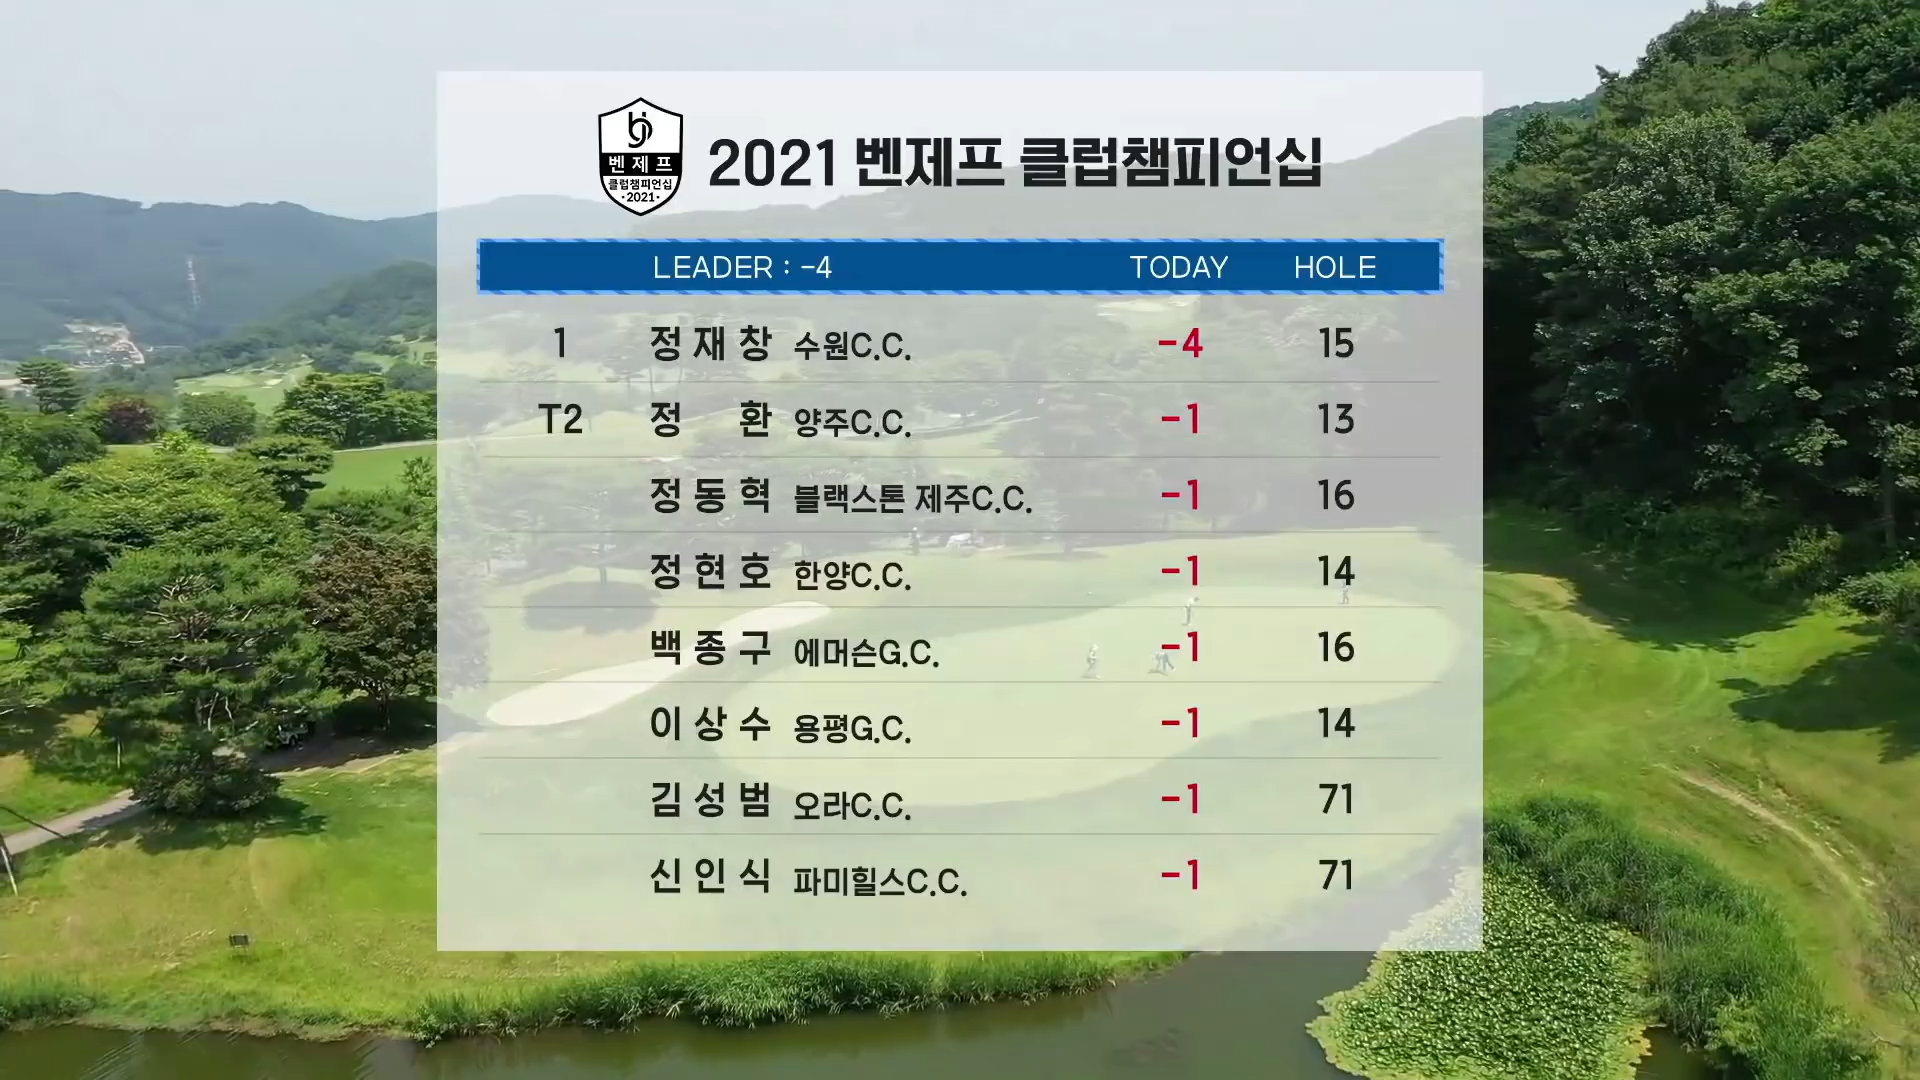 벤제프
클럽챔피언십
·2021·
2021 벤제프 클럽챔피언십
LEADER : -4 TODAY HOLE
1 정재창 수원C.C. -4 15
T2 정 환 양주C.C. -1 13
정동혁 블랙스톤 제주C.C. -1 16
정현호 한양C.C. -1 14
백종구 에머슨G.C. -1 16
이상수 용평G.C. -1 14
김성범 오라C.C. -1 71
신인식 파미힐스C.C. -1 71